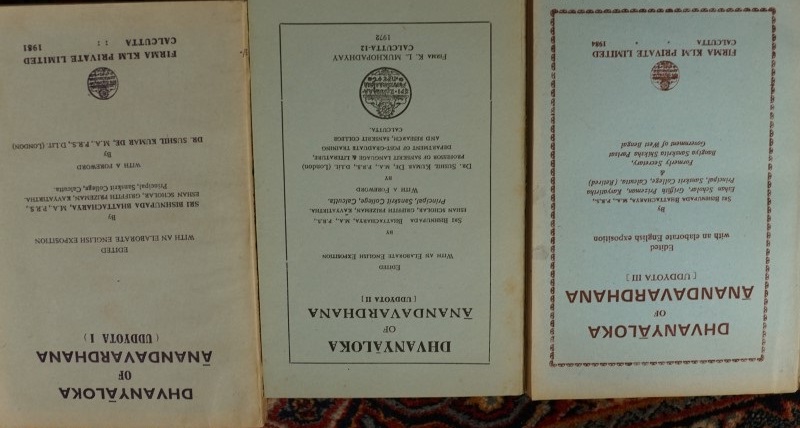 DHVANYĀLOKA
OF
ĀNANDAVARDHANA
( UDDYOTA I )
EDITED
WITH AN ELABORATE ENGLISH EXPOSITION
By
SRI BISHNUPADA BHATTACHARYA, M.A., P.R.S.,
ESHAN SCHOLAR, GRIFFITH PRIZEMAN, KAVYATIRTHA
Principal, Sanskrit College, Calcutta.
WITH A FOREWORD
By
DR. SUSHIL KUMAR DE, M.A., P.R.S., D.Lit. (London)
FIRMA KLM PRIVATE LIMITED
CALCUTTA : : 1981
DHVANYĀLOKA
OF
ĀNANDAVARDHANA
[ UDDYOTA II ]
EDITED
WITH AN ELABORATE ENGLISH EXPOSITION
BY
SRI BISHNUPADA BHATTACHARYA, M.A., P.R.S.,
ESHAN SCHOLAR, GRIFFITH PRIZEMAN, KĀVYATIRTHA,
Principal, Sanskrit College, Calcutta.
WITH A FOREWORD
BY
DR. SUSHIL KUMAR DE, M.A., P.R.S., D.LIT. (London)
PROFESSOR OF SANSKRIT LANGUAGE & LITERATURE,
DEPARTMENT OF POST-GRADUATE TRAINING
AND RESEARCH, SANSKRIT COLLEGE
CALCUTTA.
FIRMA K. L. MUKHOPADHYAY
CALCUTTA-12
1972
DHVANYĀLOKA
OF
ĀNANDAVARDHANA
[ UDDYOTA III ]
Edited
with an elaborate English exposition
By
SRI BISHNUPADA BHATTACHARYA, M.A., P.R.S.,
Eshan Scholar, Griffith Prizeman, Kavyatirtha
Principal, Sanskrit College, Calcutta, (Retired)
&
Formerly Secretary,
Bangiya Sanskrita Siksha Parisat
Government of West Bengal
FIRMA KLM PRIVATE LIMITED
CALCUTTA * * 1984